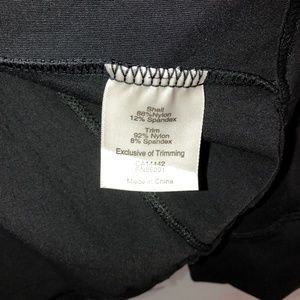 Shell
88% Nylon
12% Spandex
Trim
92% Nylon
8% Spandex
Exclusive of Trimming
Made in China